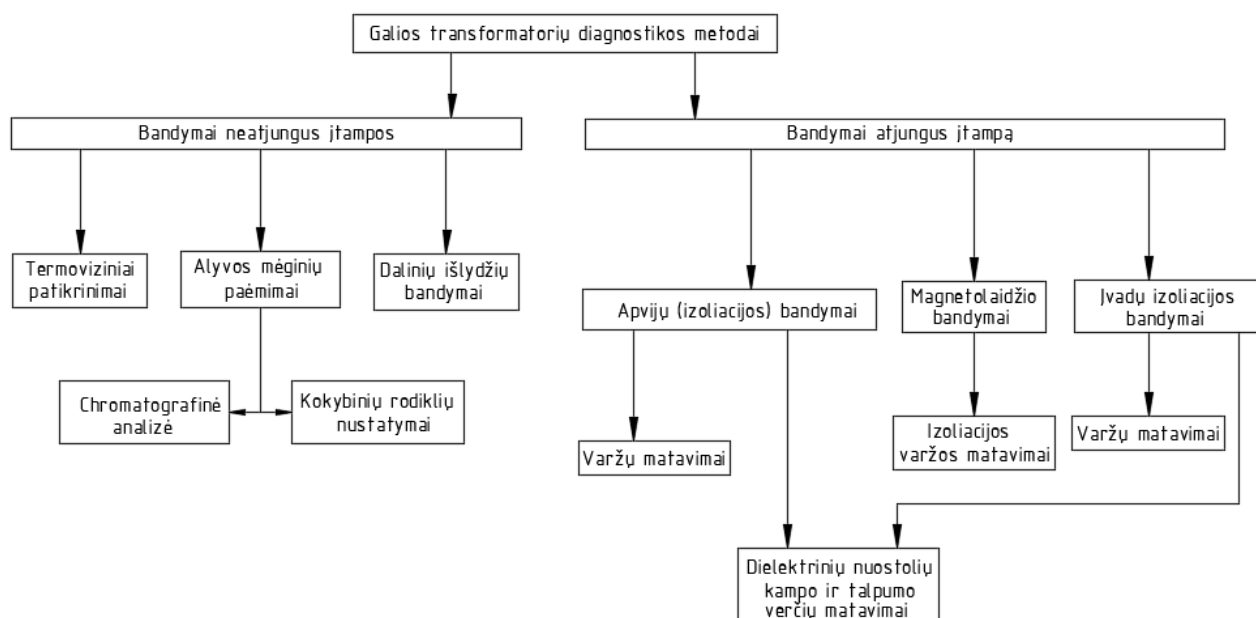 Galios transformatorių diagnostikos metodai
Bandymai neatjungus įtampos
Bandymai atjungus įtampą
Termoviziniai
patikrinimai
Alyvos mėginių
paėmimai
Dalinių išlydžių
bandymai
Apvijų (izoliacijos) bandymai
Magnetolaidžio
bandymai
Įvadų izoliacijos
bandymai
Chromatografinė
analizė
Kokybinių rodiklių
nustatymai
Varžų matavimai
Izoliacijos
varžos matavimai
Varžų matavimai
Dielektrinių nuostolių
kampo ir talpumo
verčių matavimai